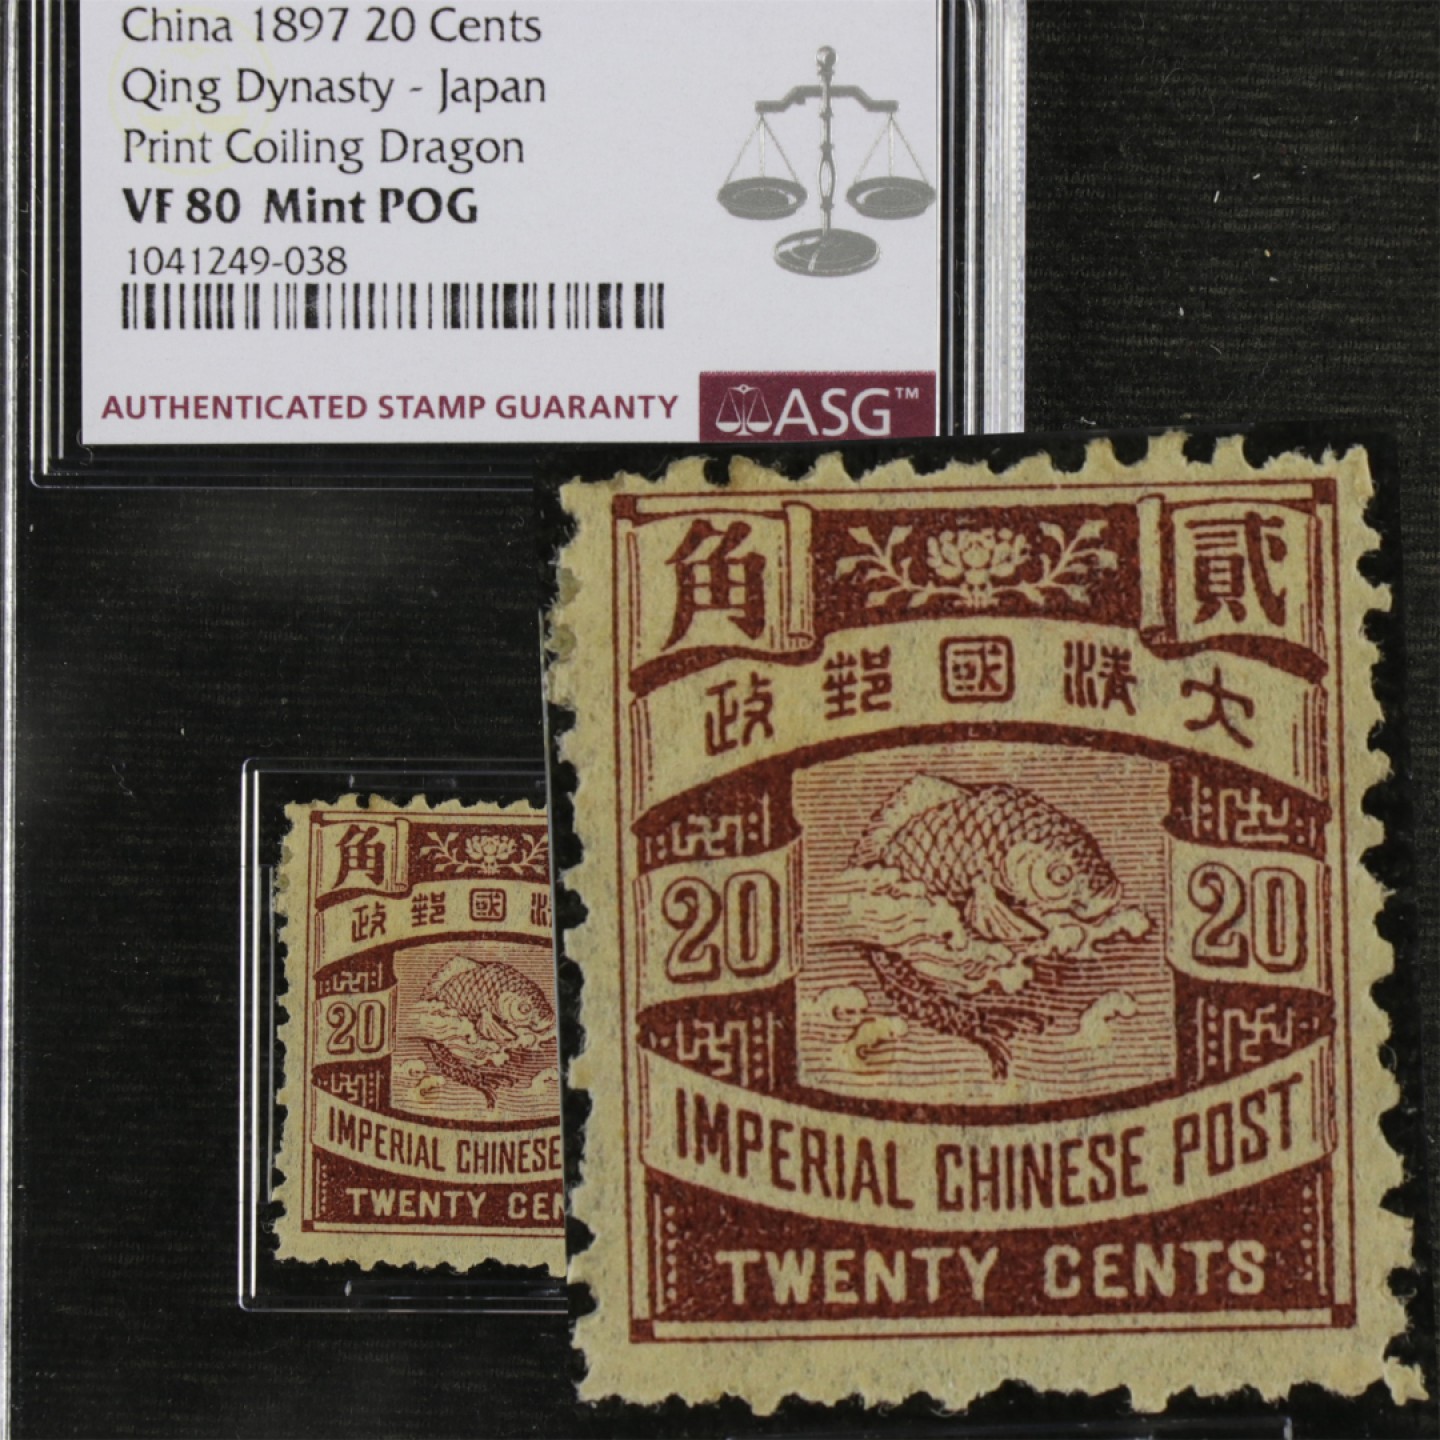 China 1897 20 Cents
Qing Dynasty - Japan
Print Coiling Dragon
VF 80 Mint POG
1041249-038
AUTHENTICATED STAMP GUARANTY
ASG™
角 貳
政郵國清大
20 20
IMPERIAL CHINESE POST
TWENTY CENTS
角
政郵國清
20
IMPERIAL CHINESE
TWENTY CEN